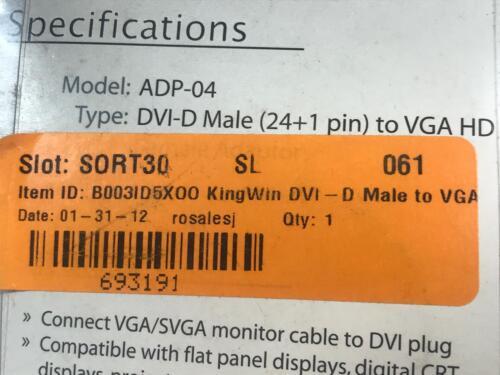 Specifications
Model: ADP-04
Type: DVI-D Male (24+1 pin) to VGA HD
Slot: SORT30 SL 061
Item ID: B003ID5XOO KingWin DVI-D Male to VGA
Date: 01-31-12 rosalesj Qty: 1
693191
» Connect VGA/SVGA monitor cable to DVI plug
» Compatible with flat panel displays, digital CRT
displays,